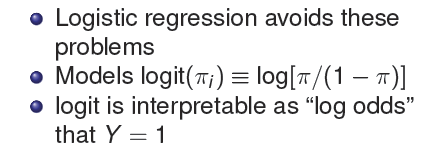 Logistic regression avoids these
problems
Models logit(πᵢ) ≡ log[π/(1 − π)]
logit is interpretable as “log odds”
that Y = 1